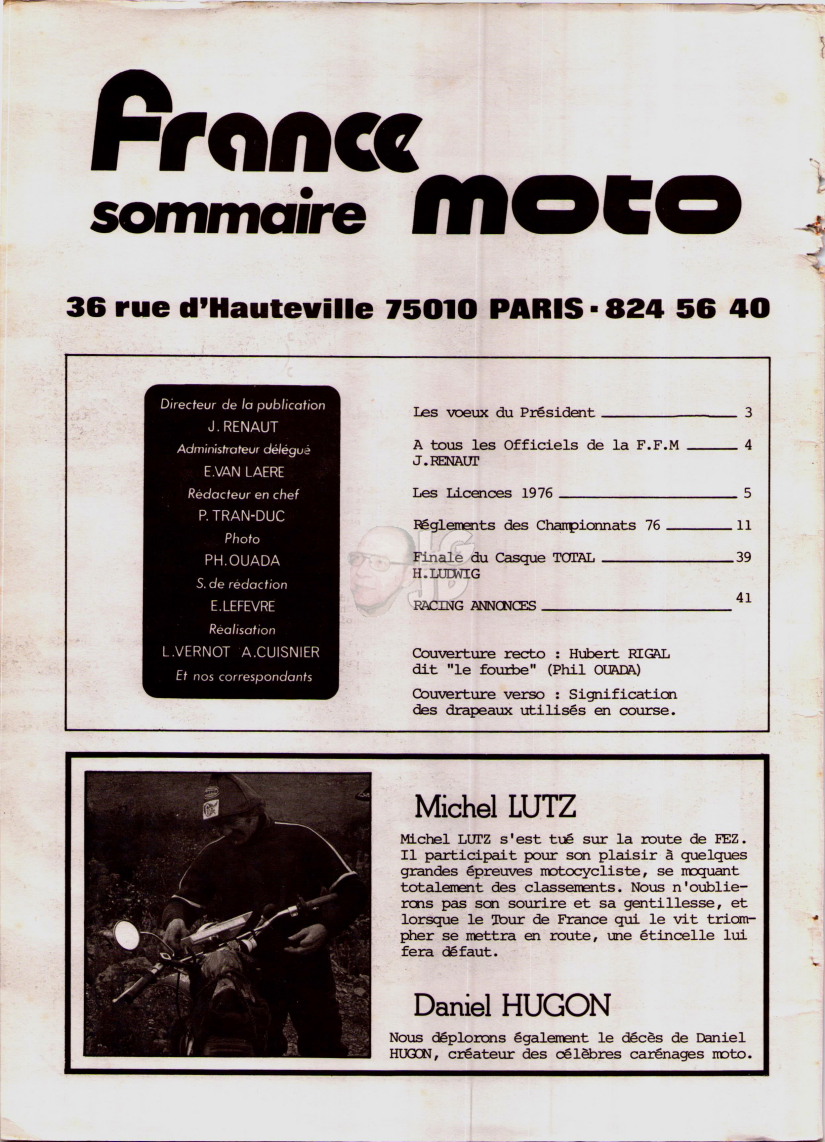 France
sommaire moto
36 rue d'Hauteville 75010 PARIS · 824 56 40
Directeur de la publication
J. RENAUT
Administrateur délégué
E.VAN LAERE
Rédacteur en chef
P. TRAN-DUC
Photo
PH.OUADA
S. de rédaction
E.LEFEVRE
Réalisation
L.VERNOT A.CUISNIER
Et nos correspondants
Les voeux du Président 3
A tous les Officiels de la F.F.M 4
J.RENAUT
Les Licences 1976 5
Réglements des Championnats 76 11
Finale du Casque TOTAL 39
H.LUDWIG
RACING ANNONCES 41
Couverture recto : Hubert RIGAL
dit "le fourbe" (Phil OUADA)
Couverture verso : Signification
des drapeaux utilisés en course.
Michel LUTZ
Michel LUTZ s'est tué sur la route de FEZ.
Il participait pour son plaisir à quelques
grandes épreuves motocycliste, se moquant
totalement des classements. Nous n'oublie-
rons pas son sourire et sa gentillesse, et
lorsque le Tour de France qui le vit triom-
pher se mettra en route, une étincelle lui
fera défaut.
Daniel HUGON
Nous déplorons également le décès de Daniel
HUGON, créateur des célèbres carénages moto.